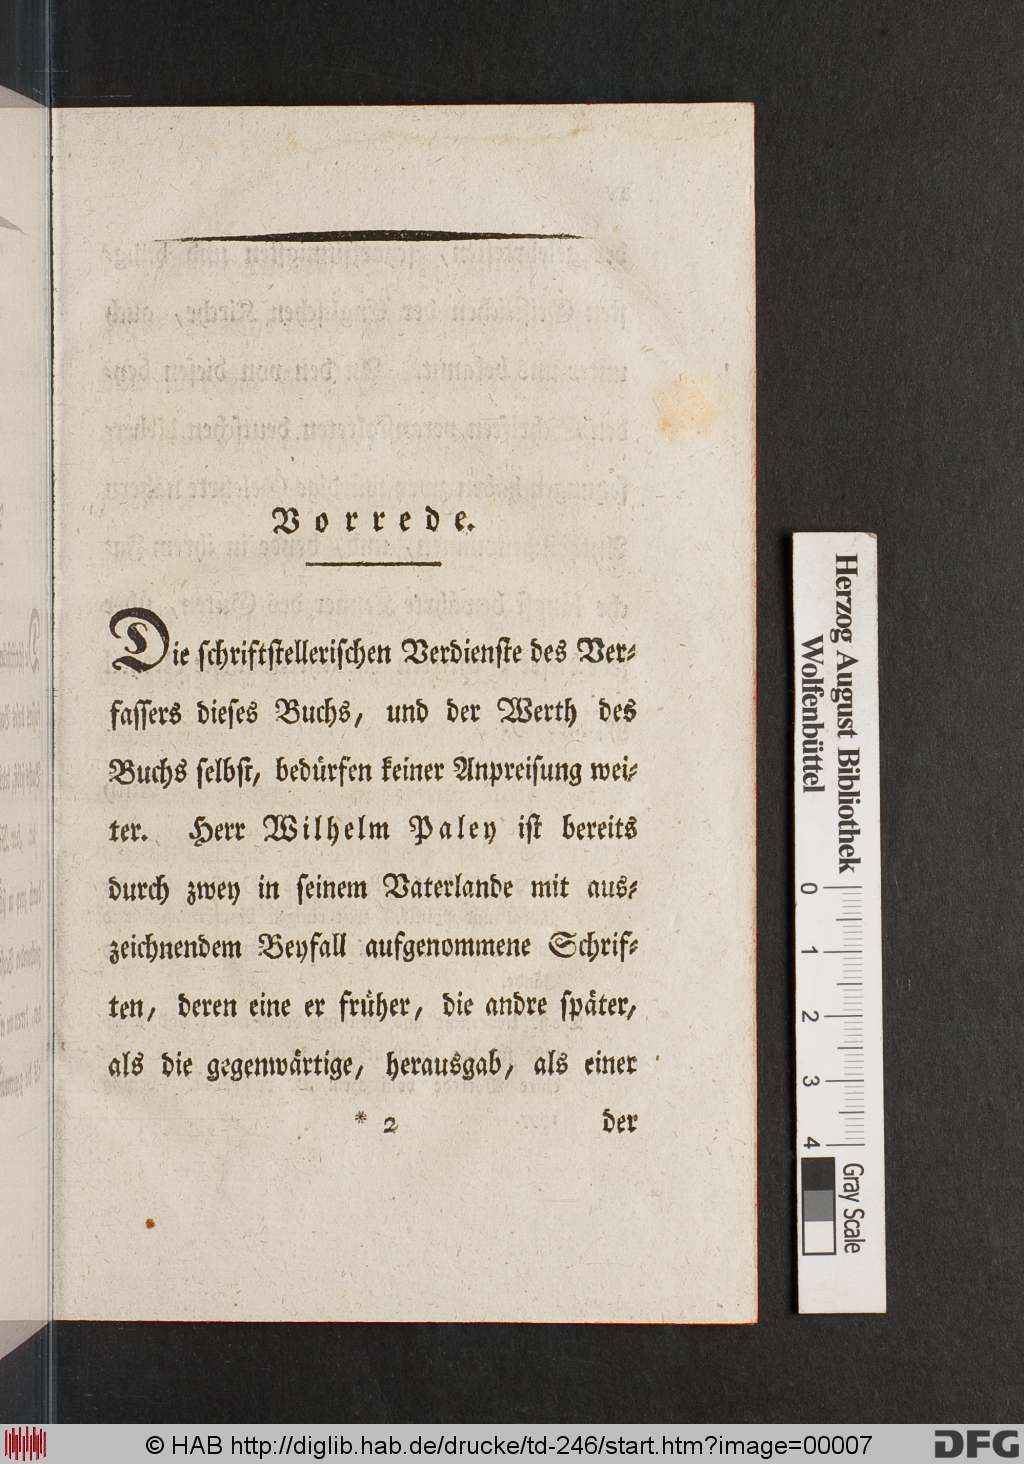 Vorrede.
Die schriftstellerischen Verdienste des Ver-
fassers dieses Buchs, und der Werth des
Buchs selbst, bedürfen keiner Anpreisung wei-
ter. Herr Wilhelm Paley ist bereits
durch zwey in seinem Vaterlande mit aus-
zeichnendem Beyfall aufgenommene Schrif-
ten, deren eine er früher, die andre später,
als die gegenwärtige, herausgab, als einer
* 2 der
Herzog August Bibliothek
Wolfenbüttel
0 1 2 3 4
Gray Scale
© HAB http://diglib.hab.de/drucke/td-246/start.htm?image=00007
DFG